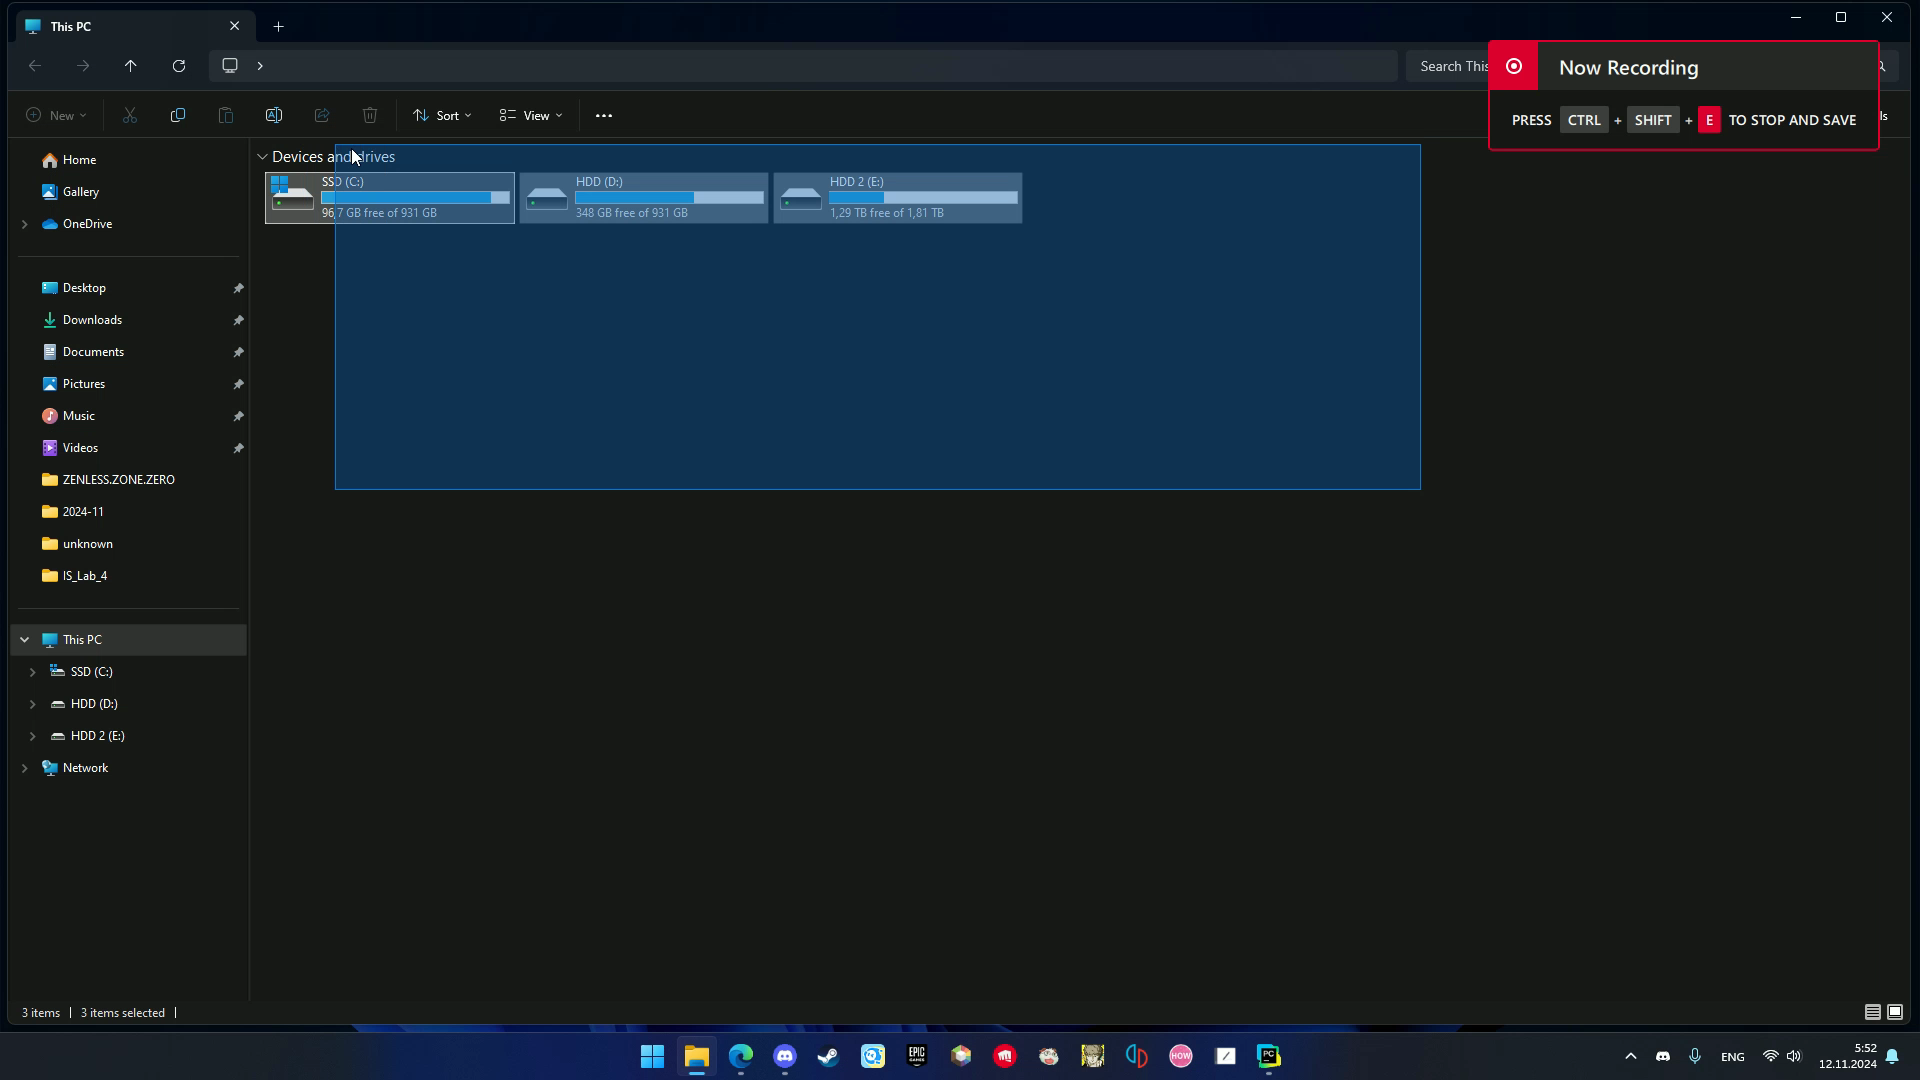 This PC
Search This
Now Recording
PRESS CTRL + SHIFT + E TO STOP AND SAVE
New
Sort
View
Home
Gallery
OneDrive
Desktop
Downloads
Documents
Pictures
Music
Videos
ZENLESS.ZONE.ZERO
2024-11
unknown
IS_Lab_4
This PC
SSD (C:)
HDD (D:)
HDD 2 (E:)
Network
Devices and drives
SSD (C:)
96,7 GB free of 931 GB
HDD (D:)
348 GB free of 931 GB
HDD 2 (E:)
1,29 TB free of 1,81 TB
3 items
3 items selected
EPIC GAMES
HOW
PC
ENG
5:52
12.11.2024